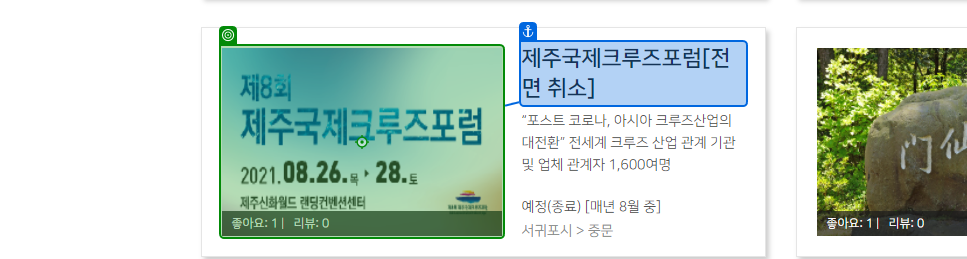 제8회
제주국제크루즈포럼
2021.08.26.목 ▸ 28.토
제주신화월드 랜딩컨벤션센터
좋아요: 1 | 리뷰: 0
제주국제크루즈포럼[전
면 취소]
"포스트 코로나, 아시아 크루즈산업의
대전환" 전세계 크루즈 산업 관계 기관
및 업체 관계자 1,600여명
예정(종료) [매년 8월 중]
서귀포시 > 중문
门仙
좋아요: 1 | 리뷰: 0